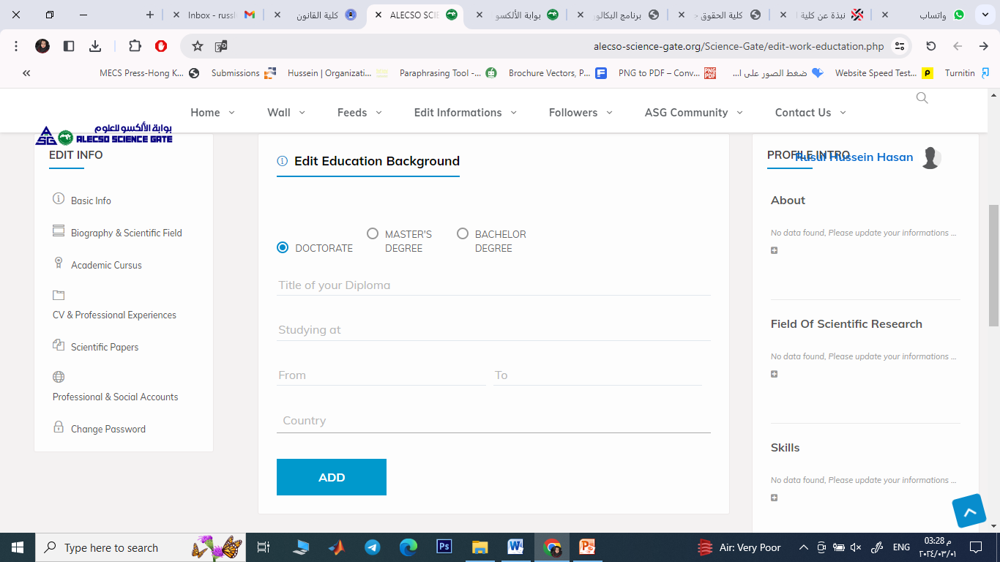 Inbox - russ
كلية القانون
ALECSO SCIE
بوابة الألكسو
برنامج البكالور
كلية الحقوق
نبذة عن كلية ا
واتساب
alecso-science-gate.org/Science-Gate/edit-work-eductation.php
MECS Press-Hong K...
Submissions
Hussein | Organizati...
Paraphrasing Tool -...
Brochure Vectors, P...
PNG to PDF – Conv...
PNG
PDF
ضغط الصور على ا...
Website Speed Test...
Turnitin
Home
Wall
Feeds
Edit Informations
Followers
ASG Community
Contact Us
بوابة الألكسو للعلوم
ASG
ALECSO SCIENCE GATE
EDIT INFO
Basic Info
Biography & Scientific Field
Academic Cursus
CV & Professional Experiences
Scientific Papers
Professional & Social Accounts
Change Password
Edit Education Background
DOCTORATE
MASTER'S
DEGREE
BACHELOR
DEGREE
Title of your Diploma
Studying at
From
To
Country
ADD
PROFILE INTRO
Rusul Hussein Hasan
About
No data found, Please update your informations ...
Field Of Scientific Research
No data found, Please update your informations ...
Skills
No data found, Please update your informations ...
Type here to search
Air: Very Poor
ENG
03:28 م
٢٠٢٤/٠٣/٠١